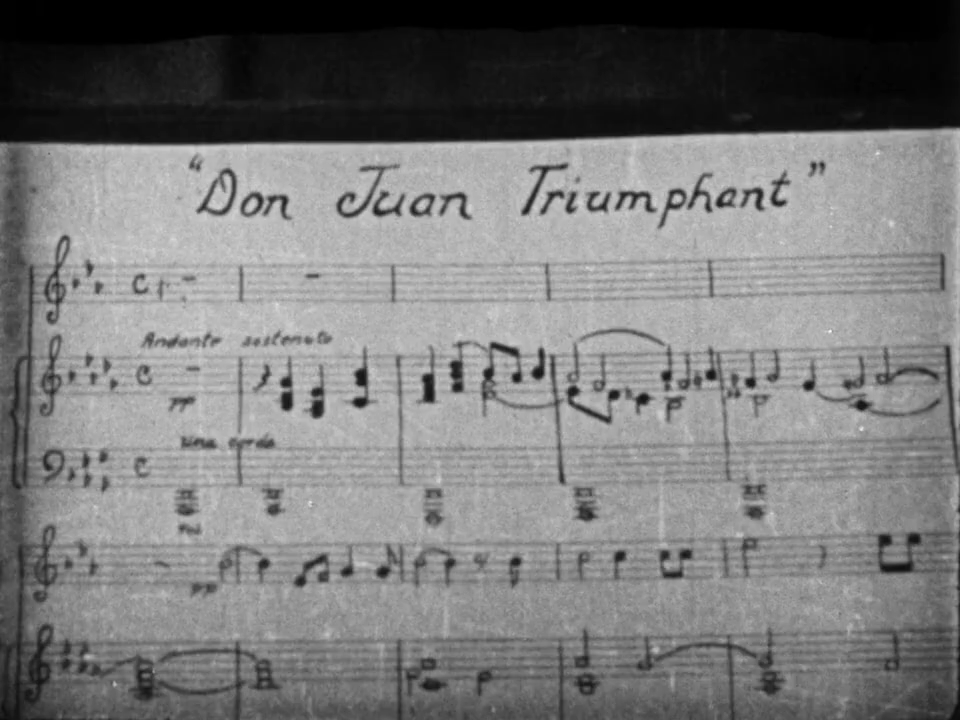 "Don Juan Triumphant"
Andante sostenuto
pp
una corda
pp